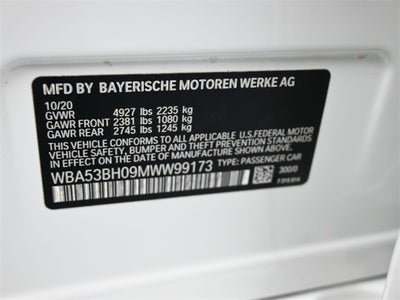 MFD BY BAYERISCHE MOTOREN WERKE AG
10/20
GVWR 4927 lbs 2235 kg
GAWR FRONT 2381 lbs 1080 kg
GAWR REAR 2745 lbs 1245 kg
THIS VEHICLE CONFORMS TO ALL APPLICABLE U.S.FEDERAL MOTOR
VEHICLE SAFETY, BUMPER, AND THEFT PREVENTION STANDARDS
IN EFFECT ON THE DATE OF MANUFACTURE SHOWN ABOVE.
WBA53BH09MWW99173 TYPE: PASSENGER CAR
300/0